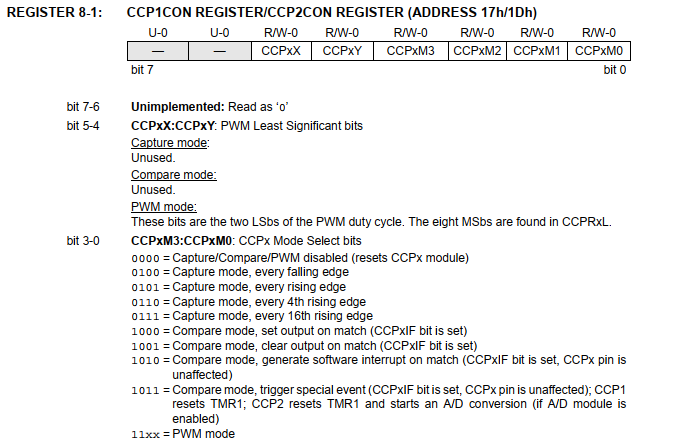 REGISTER 8-1: CCP1CON REGISTER/CCP2CON REGISTER (ADDRESS 17h/1Dh)
U-0 U-0 R/W-0 R/W-0 R/W-0 R/W-0 R/W-0 R/W-0
— — CCPxX CCPxY CCPxM3 CCPxM2 CCPxM1 CCPxM0
bit 7 bit 0
bit 7-6 Unimplemented: Read as ‘0’
bit 5-4 CCPxX:CCPxY: PWM Least Significant bits
Capture mode:
Unused.
Compare mode:
Unused.
PWM mode:
These bits are the two LSbs of the PWM duty cycle. The eight MSbs are found in CCPRxL.
bit 3-0 CCPxM3:CCPxM0: CCPx Mode Select bits
0000 = Capture/Compare/PWM disabled (resets CCPx module)
0100 = Capture mode, every falling edge
0101 = Capture mode, every rising edge
0110 = Capture mode, every 4th rising edge
0111 = Capture mode, every 16th rising edge
1000 = Compare mode, set output on match (CCPxIF bit is set)
1001 = Compare mode, clear output on match (CCPxIF bit is set)
1010 = Compare mode, generate software interrupt on match (CCPxIF bit is set, CCPx pin is
unaffected)
1011 = Compare mode, trigger special event (CCPxIF bit is set, CCPx pin is unaffected); CCP1
resets TMR1; CCP2 resets TMR1 and starts an A/D conversion (if A/D module is
enabled)
11xx = PWM mode